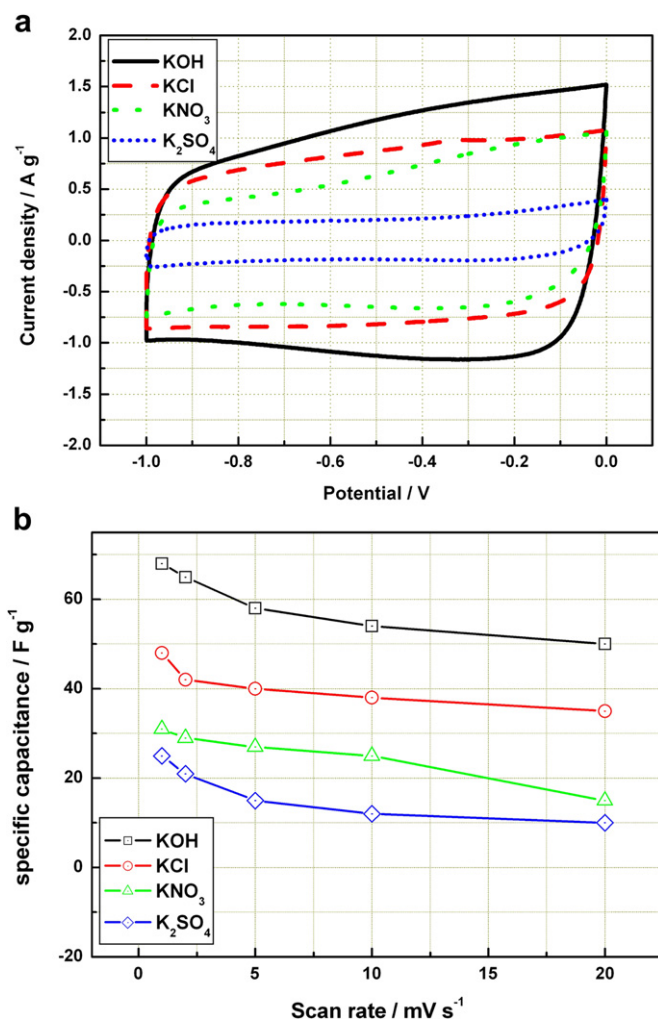 a
2.0
1.5
1.0
0.5
0.0
-0.5
-1.0
-1.5
-2.0
Current density / A g⁻¹
KOH
KCl
KNO₃
K₂SO₄
-1.0 -0.8 -0.6 -0.4 -0.2 0.0
Potential / V
b
60
40
20
0
-20
specific capacitance / F g⁻¹
KOH
KCl
KNO₃
K₂SO₄
0 5 10 15 20
Scan rate / mV s⁻¹